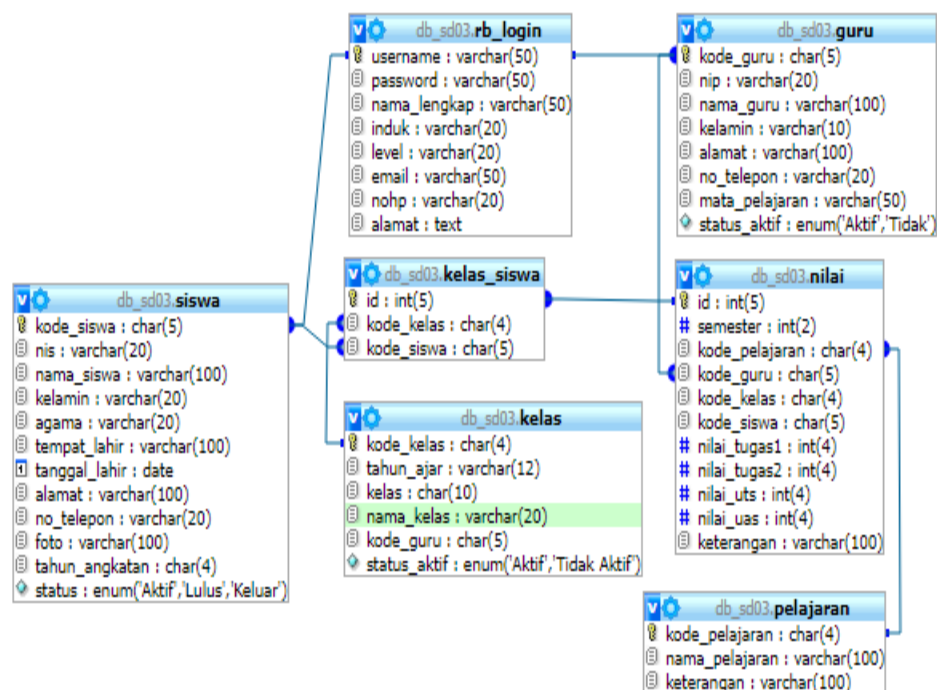 db_sd03.rb_login
username : varchar(50)
password : varchar(50)
nama_lengkap : varchar(50)
induk : varchar(20)
level : varchar(20)
email : varchar(50)
nohp : varchar(20)
alamat : text
db_sd03.guru
kode_guru : char(5)
nip : varchar(20)
nama_guru : varchar(100)
kelamin : varchar(10)
alamat : varchar(100)
no_telepon : varchar(20)
mata_pelajaran : varchar(50)
status_aktif : enum('Aktif','Tidak')
db_sd03.siswa
kode_siswa : char(5)
nis : varchar(20)
nama_siswa : varchar(100)
kelamin : varchar(20)
agama : varchar(20)
tempat_lahir : varchar(100)
tanggal_lahir : date
alamat : varchar(100)
no_telepon : varchar(20)
foto : varchar(100)
tahun_angkatan : char(4)
status : enum('Aktif','Lulus','Keluar')
db_sd03.kelas_siswa
id : int(5)
kode_kelas : char(4)
kode_siswa : char(5)
db_sd03.kelas
kode_kelas : char(4)
tahun_ajar : varchar(12)
kelas : char(10)
nama_kelas : varchar(20)
kode_guru : char(5)
status_aktif : enum('Aktif','Tidak Aktif')
db_sd03.nilai
id : int(5)
semester : int(2)
kode_pelajaran : char(4)
kode_guru : char(5)
kode_kelas : char(4)
kode_siswa : char(5)
nilai_tugas1 : int(4)
nilai_tugas2 : int(4)
nilai_uts : int(4)
nilai_uas : int(4)
keterangan : varchar(100)
db_sd03.pelajaran
kode_pelajaran : char(4)
nama_pelajaran : varchar(100)
keterangan : varchar(100)